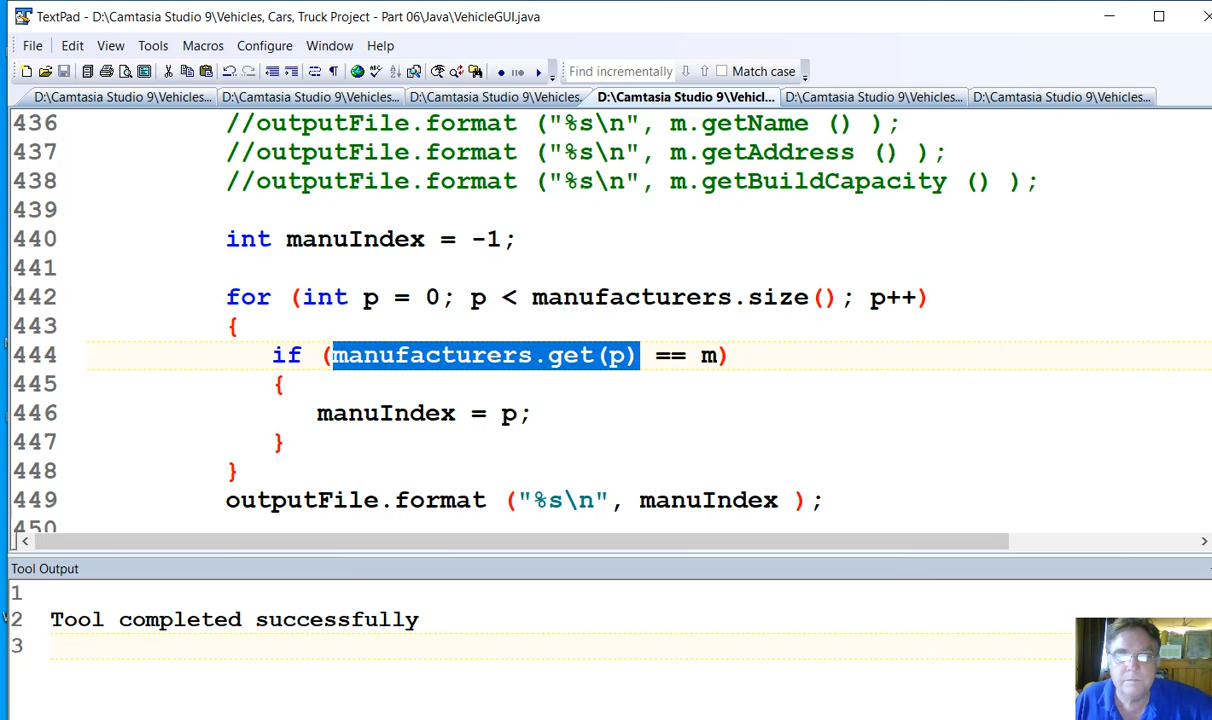 TextPad - D:\Camtasia Studio 9\Vehicles, Cars, Truck Project - Part 06\Java\VehicleGUI.java
File Edit View Tools Macros Configure Window Help
Find incrementally Match case
D:\Camtasia Studio 9\Vehicles... D:\Camtasia Studio 9\Vehicles... D:\Camtasia Studio 9\Vehicles. D:\Camtasia Studio 9\Vehicl... D:\Camtasia Studio 9\Vehicles... D:\Camtasia Studio 9\Vehicles...
436 //outputFile.format ("%s\n", m.getName () );
437 //outputFile.format ("%s\n", m.getAddress () );
438 //outputFile.format ("%s\n", m.getBuildCapacity () );
439
440 int manuIndex = -1;
441
442 for (int p = 0; p < manufacturers.size(); p++)
443 {
444 if (manufacturers.get(p) == m)
445 {
446 manuIndex = p;
447 }
448 }
449 outputFile.format ("%s\n", manuIndex );
450
Tool Output
1
2 Tool completed successfully
3